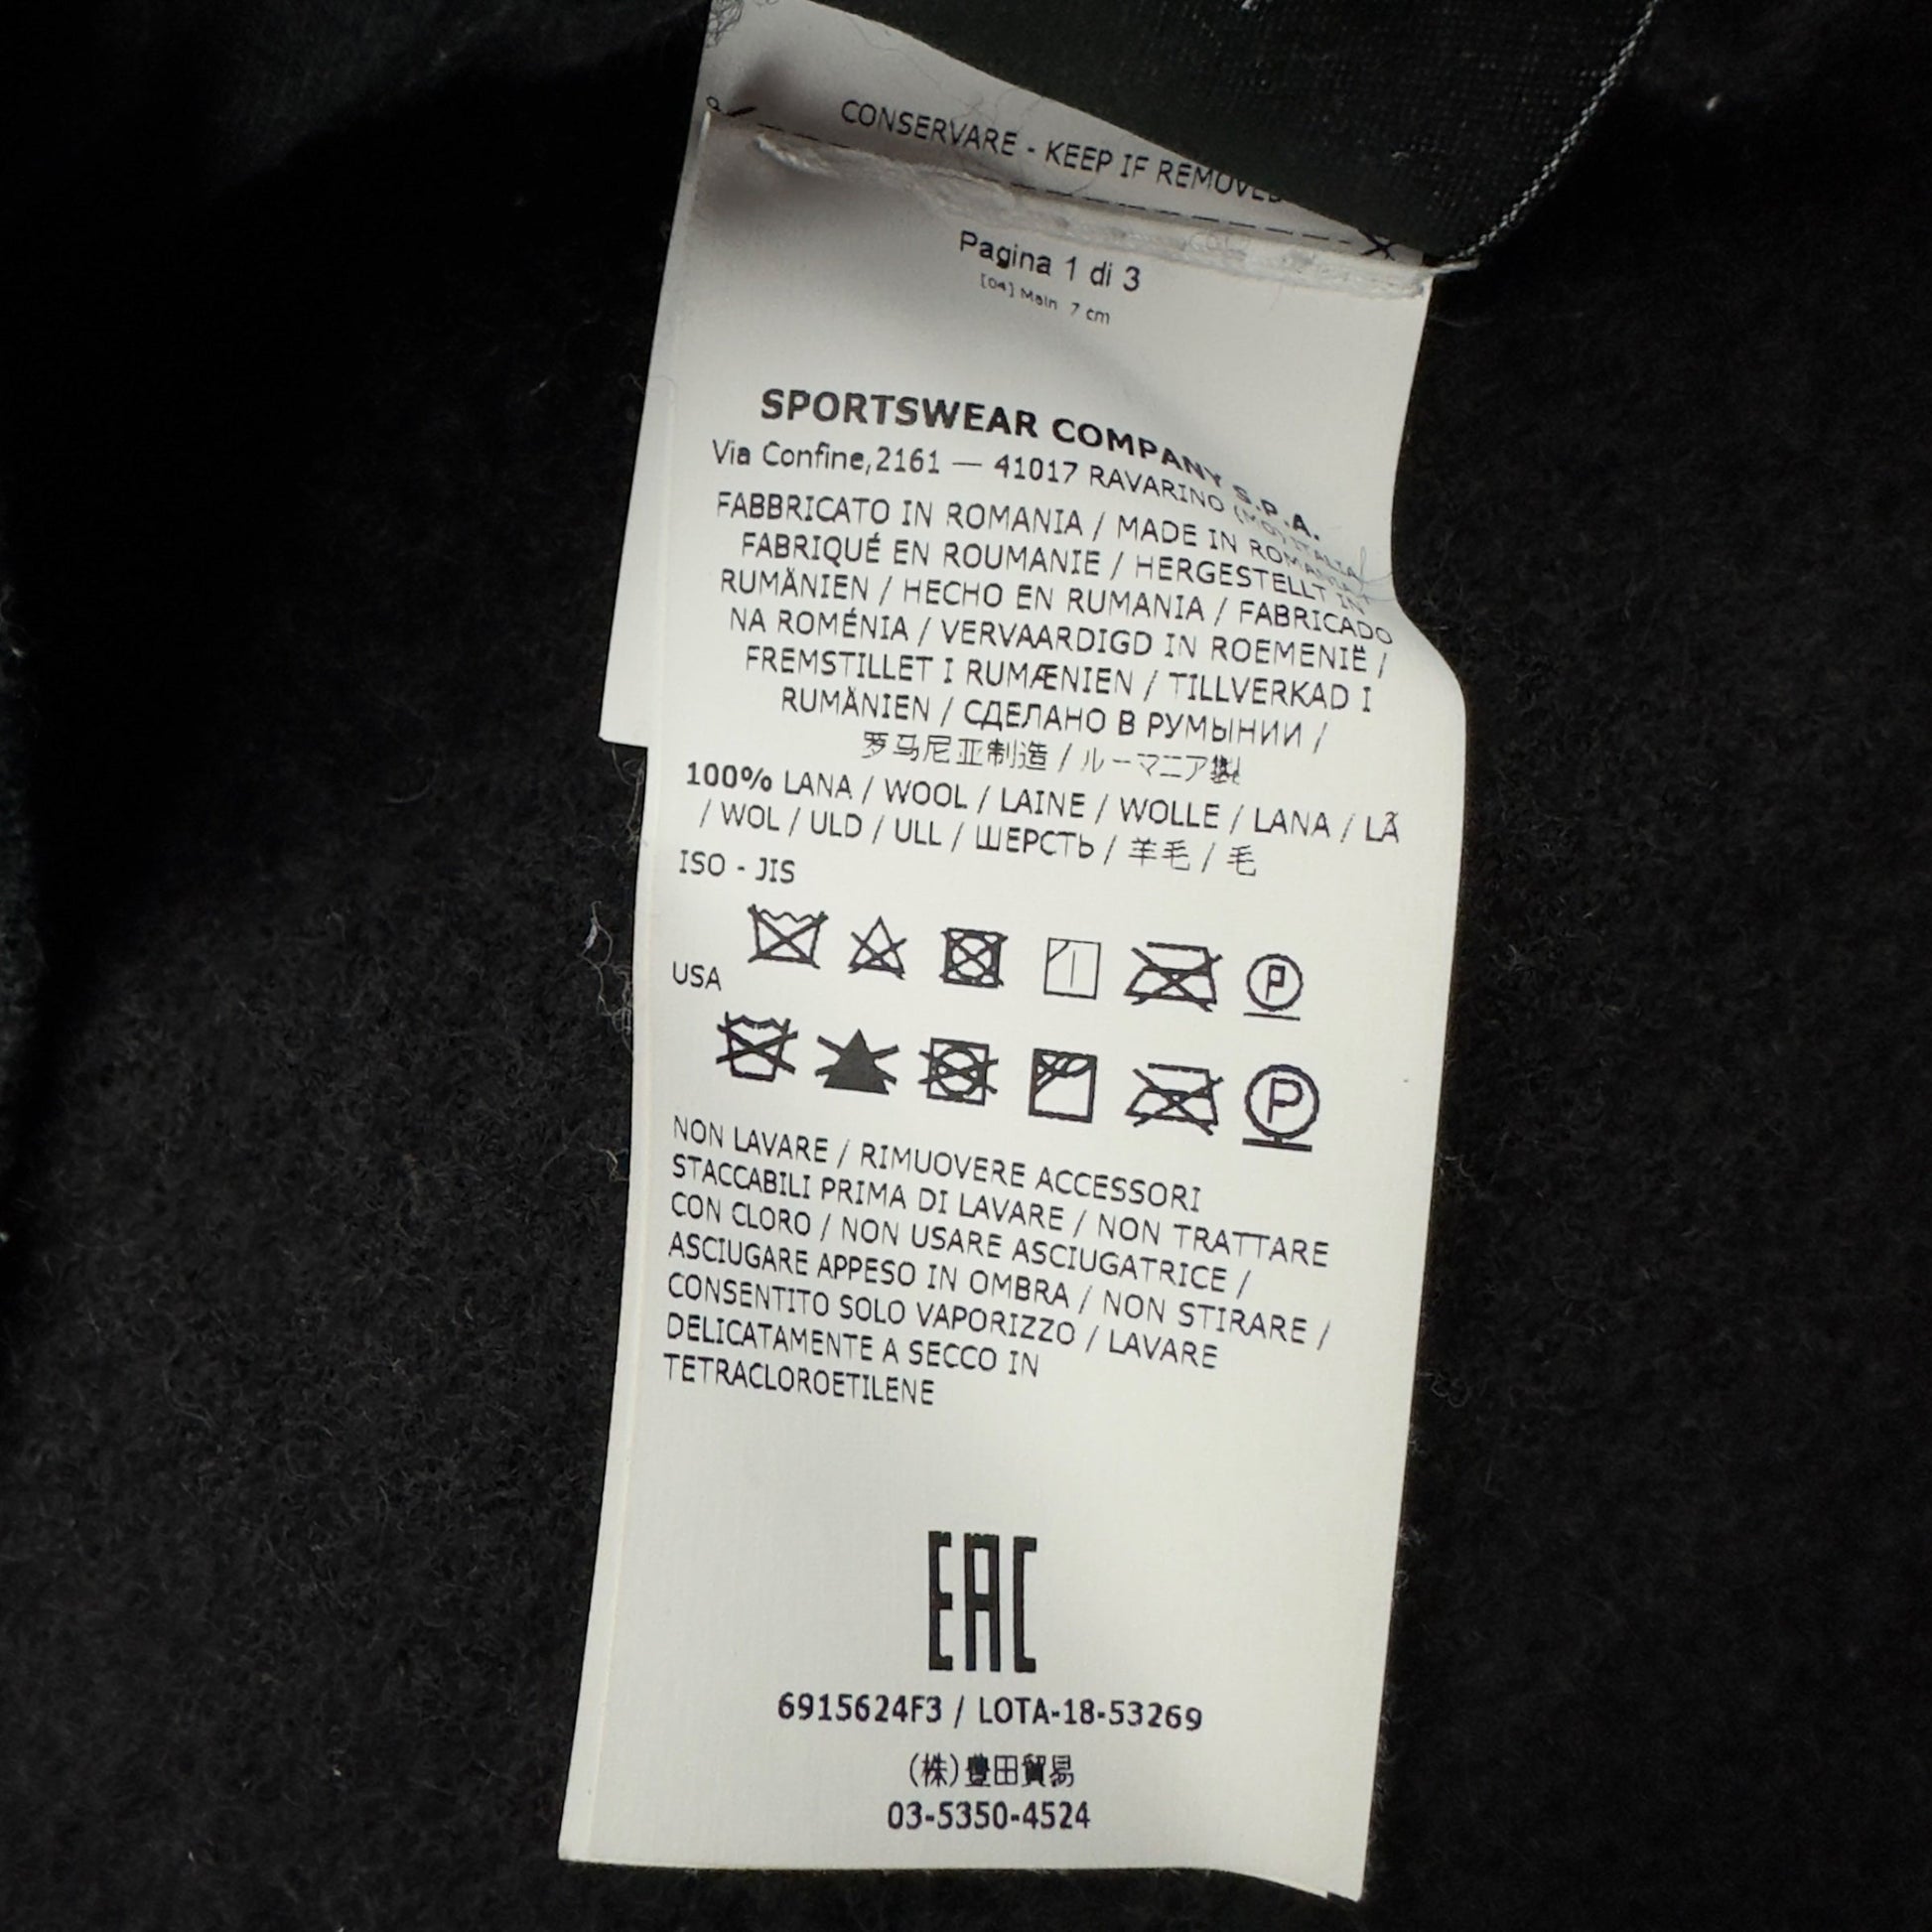 CONSERVARE - KEEP IF REMOVED
Pagina 1 di 3
[04] Main 7 cm
SPORTSWEAR COMPANY S.P.A.
Via Confine,2161 — 41017 RAVARINO (MO) ITALIA
FABBRICATO IN ROMANIA / MADE IN ROMANIA /
FABRIQUÉ EN ROUMANIE / HERGESTELLT IN
RUMÄNIEN / HECHO EN RUMANIA / FABRICADO
NA ROMÉNIA / VERVAARDIGD IN ROEMENIË /
FREMSTILLET I RUMÆNIEN / TILLVERKAD I
RUMÄNIEN / СДЕЛАНО В РУМЫНИИ /
罗马尼亚制造 / ルーマニア製
100% LANA / WOOL / LAINE / WOLLE / LANA / LÃ
/ WOL / ULD / ULL / ШЕРСТЬ / 羊毛 / 毛
ISO - JIS
USA
P
P
NON LAVARE / RIMUOVERE ACCESSORI
STACCABILI PRIMA DI LAVARE / NON TRATTARE
CON CLORO / NON USARE ASCIUGATRICE /
ASCIUGARE APPESO IN OMBRA / NON STIRARE /
CONSENTITO SOLO VAPORIZZO / LAVARE
DELICATAMENTE A SECCO IN
TETRACLOROETILENE
EAC
6915624F3 / LOTA-18-53269
(株)豊田貿易
03-5350-4524